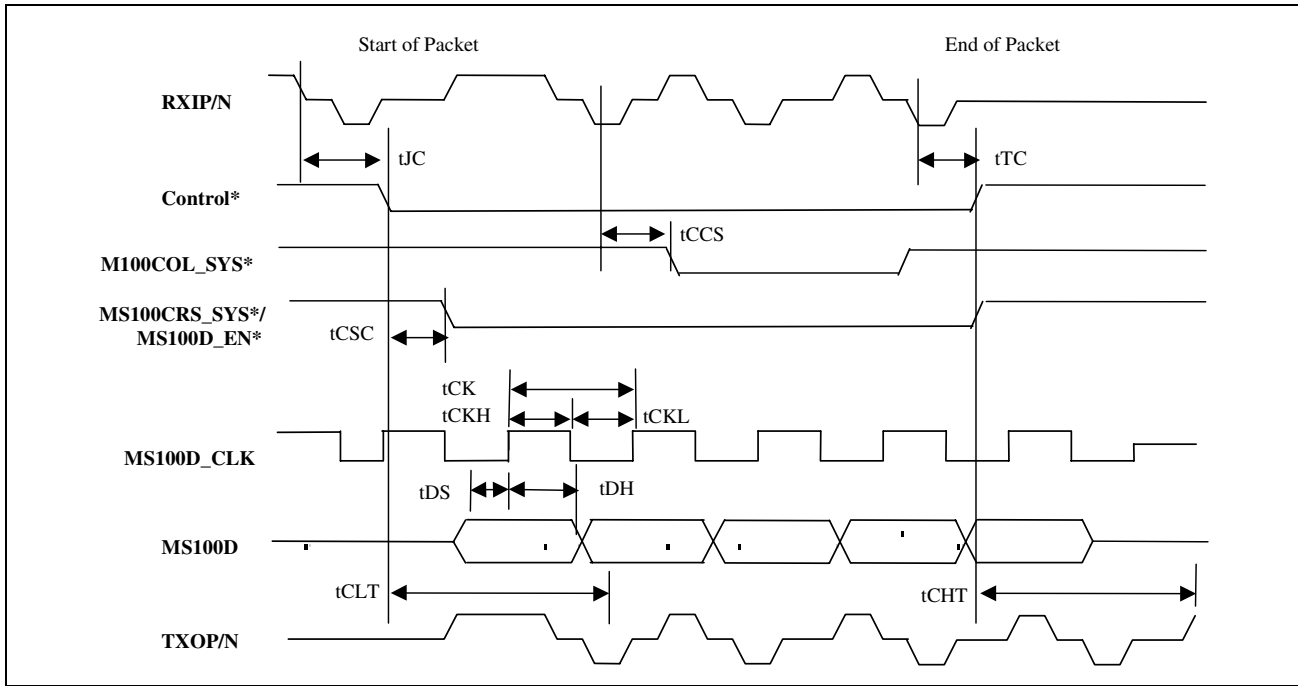 Start of Packet
End of Packet
RXIP/N
tJC
tTC
Control*
tCCS
M100COL_SYS*
MS100CRS_SYS*/
MS100D_EN*
tCSC
tCK
tCKH
tCKL
MS100D_CLK
tDS
tDH
MS100D
tCLT
tCHT
TXOP/N